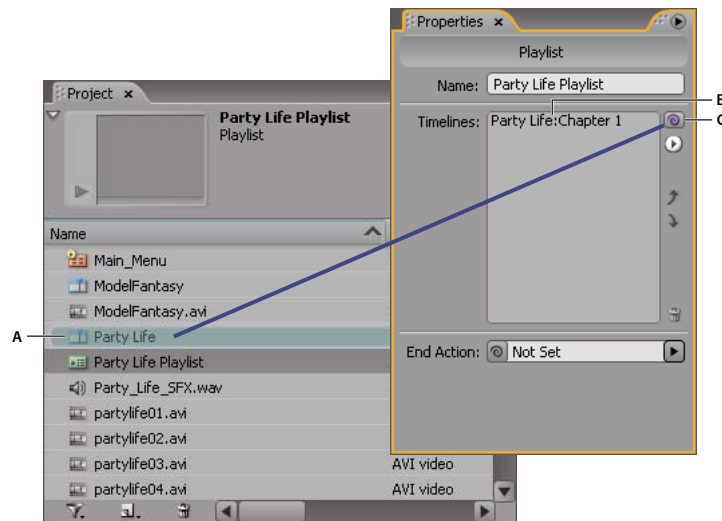 Properties
Playlist
Name: Party Life Playlist
Timelines: Party Life:Chapter 1
B
C
End Action: Not Set
Project
Party Life Playlist
Playlist
Name
Main_Menu
ModelFantasy
ModelFantasy.avi
A
Party Life
Party Life Playlist
Party_Life_SFX.wav
partylife01.avi
partylife02.avi
partylife03.avi AVI video
partylife04.avi AVI video